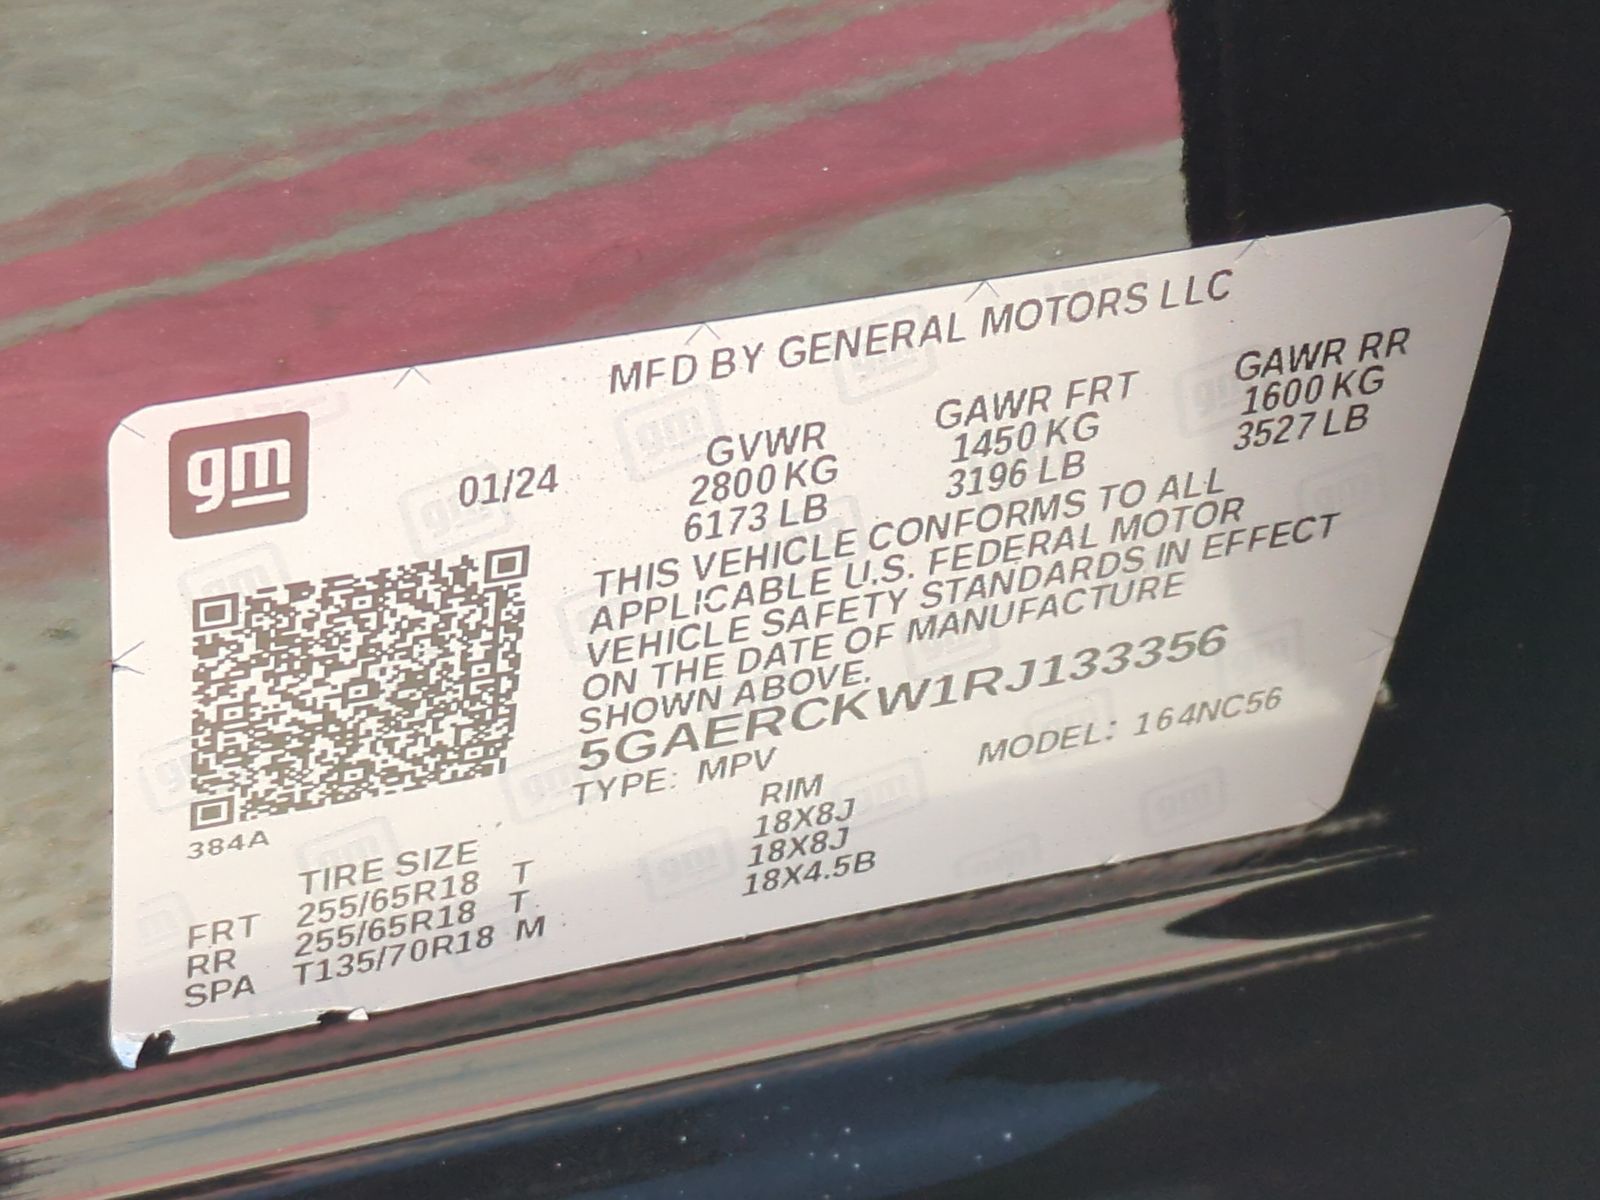 MFD BY GENERAL MOTORS LLC
gm
01/24
GVWR GAWR FRT GAWR RR
2800 KG 1450 KG 1600 KG
6173 LB 3196 LB 3527 LB
THIS VEHICLE CONFORMS TO ALL
APPLICABLE U.S. FEDERAL MOTOR
VEHICLE SAFETY STANDARDS IN EFFECT
ON THE DATE OF MANUFACTURE
SHOWN ABOVE.
5GAERCKW1RJ133356
TYPE: MPV MODEL: 164NC56
384A
TIRE SIZE RIM
FRT 255/65R18 T 18X8J
RR 255/65R18 T 18X8J
SPA T135/70R18 M 18X4.5B